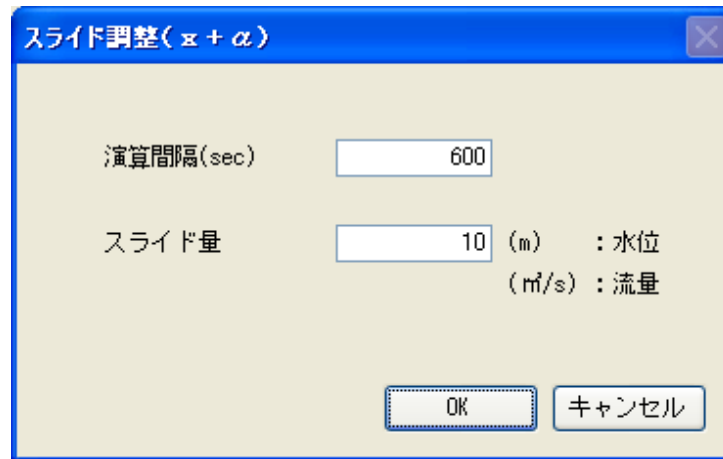 スライド調整(x+α)
演算間隔(sec) 600
スライド量 10 (m) :水位
(㎥/s) :流量
OK キャンセル